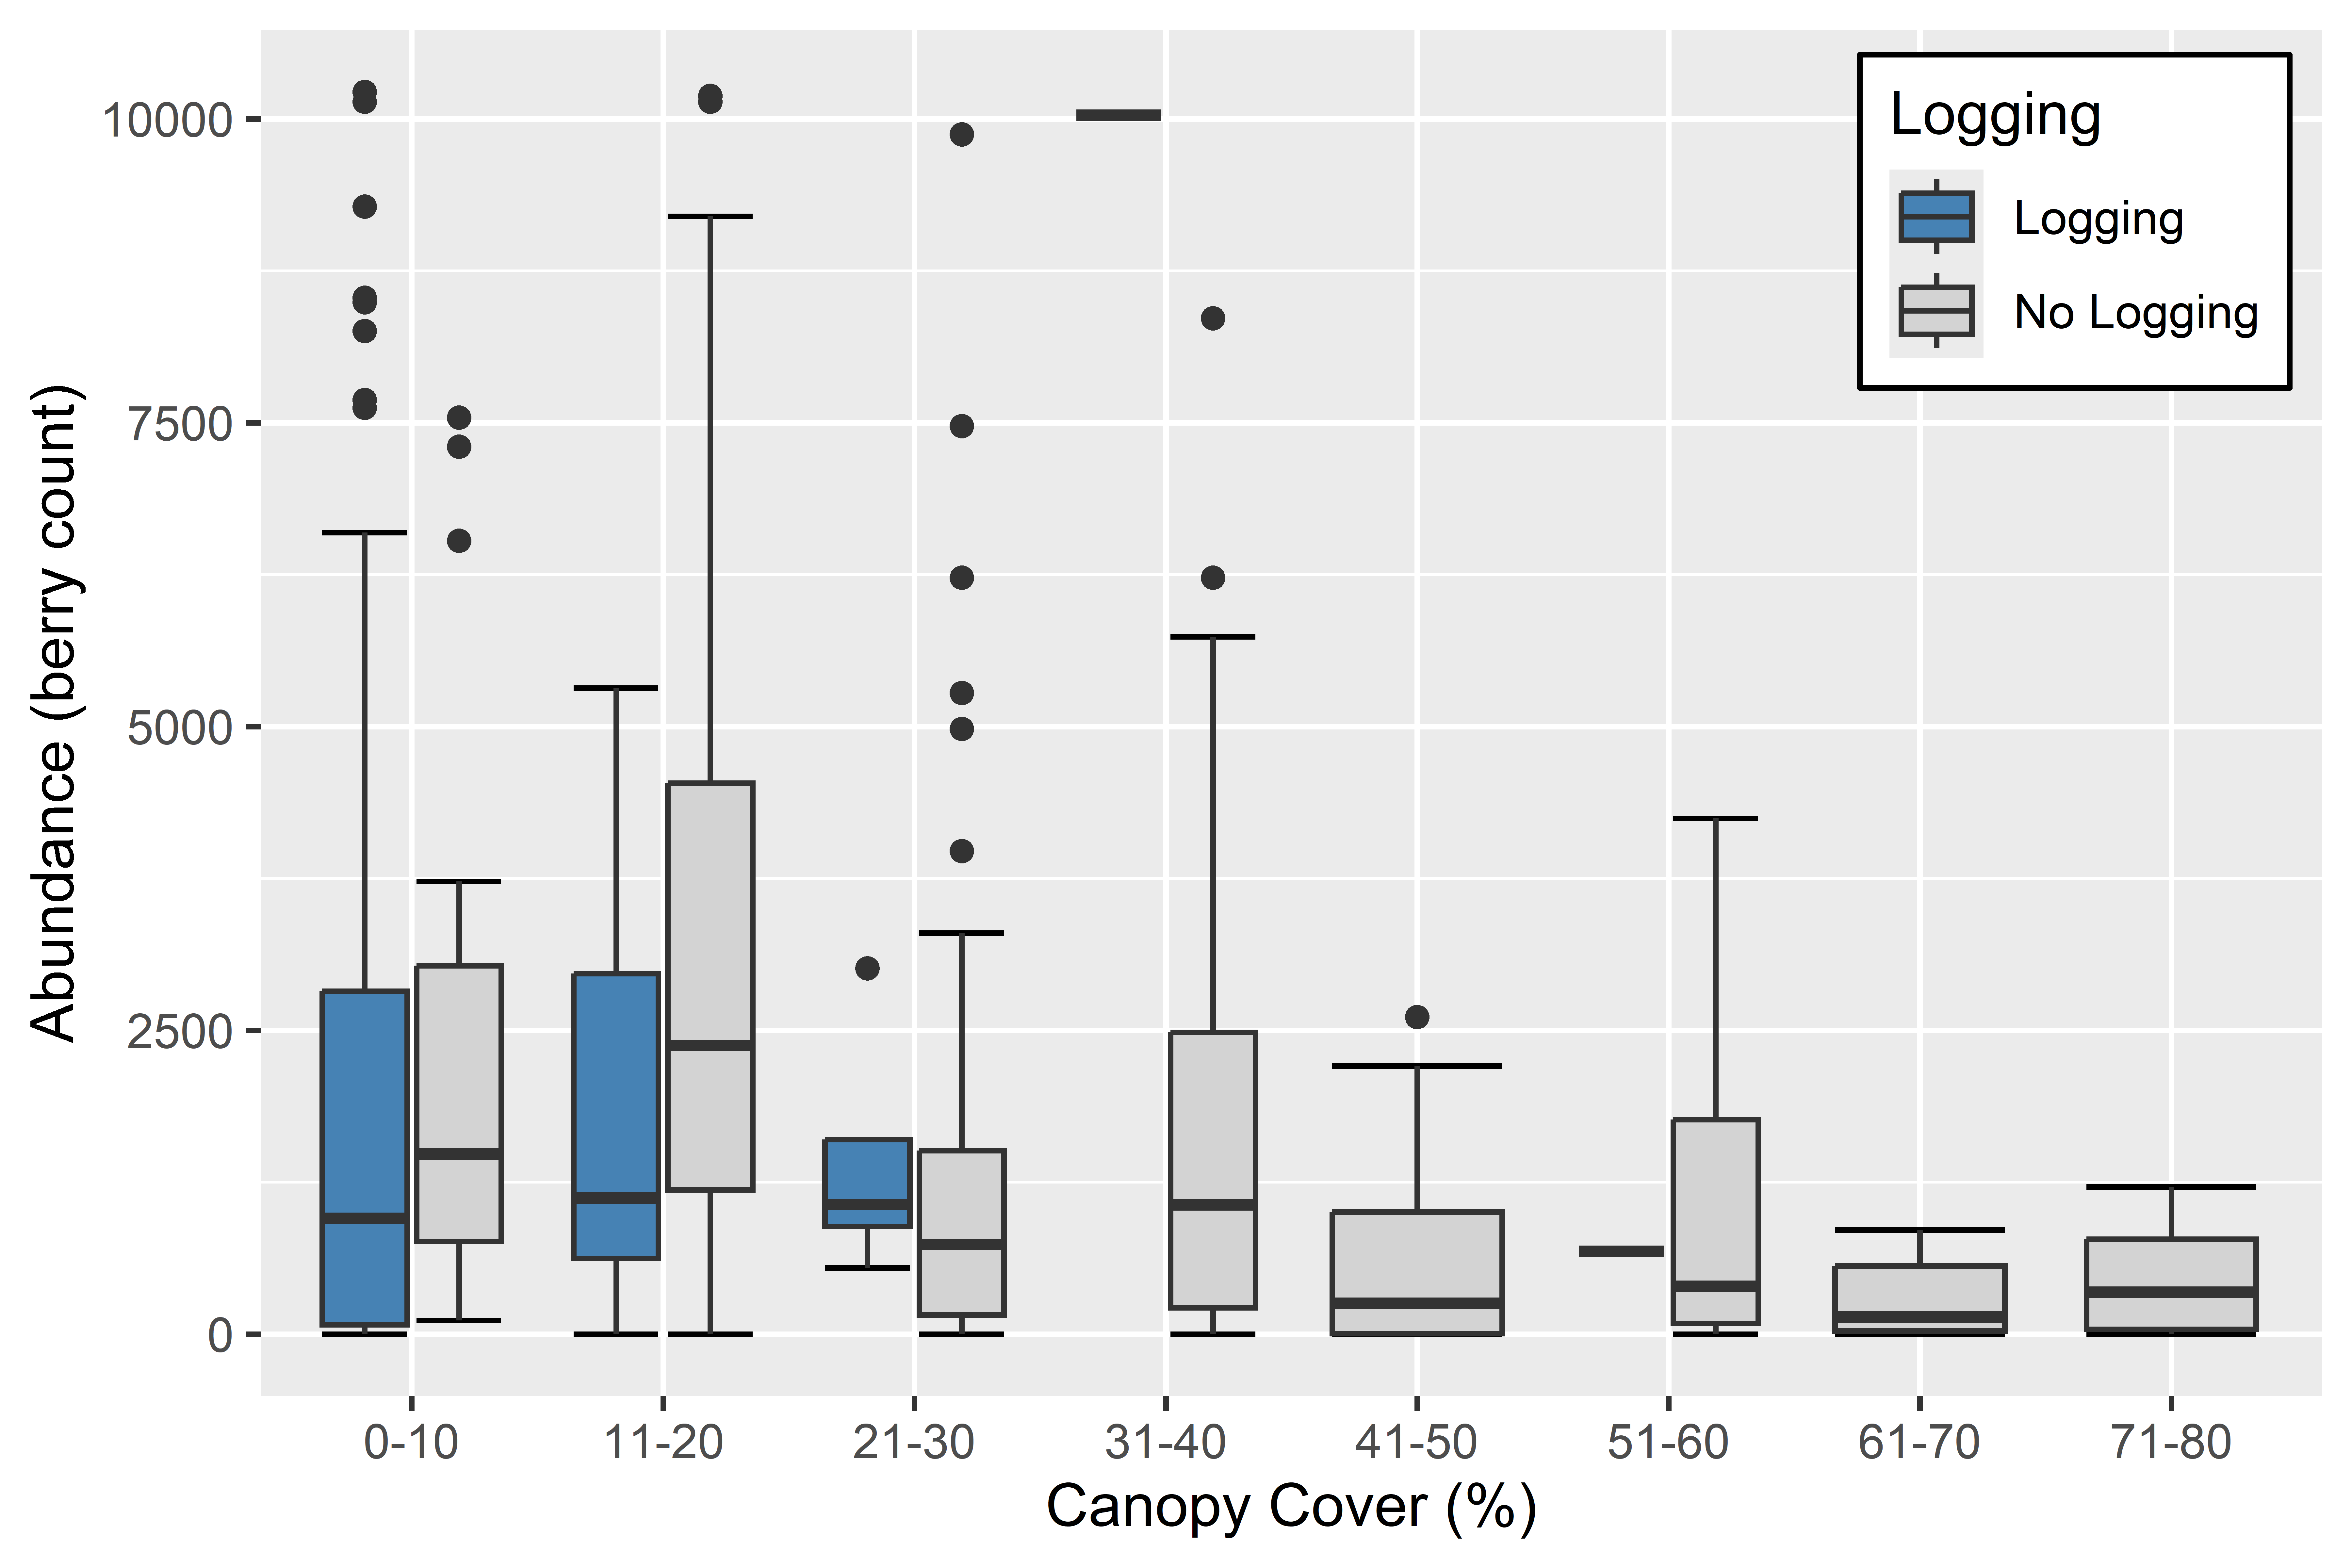 Logging
Logging
No Logging
10000
7500
5000
2500
0
Abundance (berry count)
0-10
11-20
21-30
31-40
41-50
51-60
61-70
71-80
Canopy Cover (%)